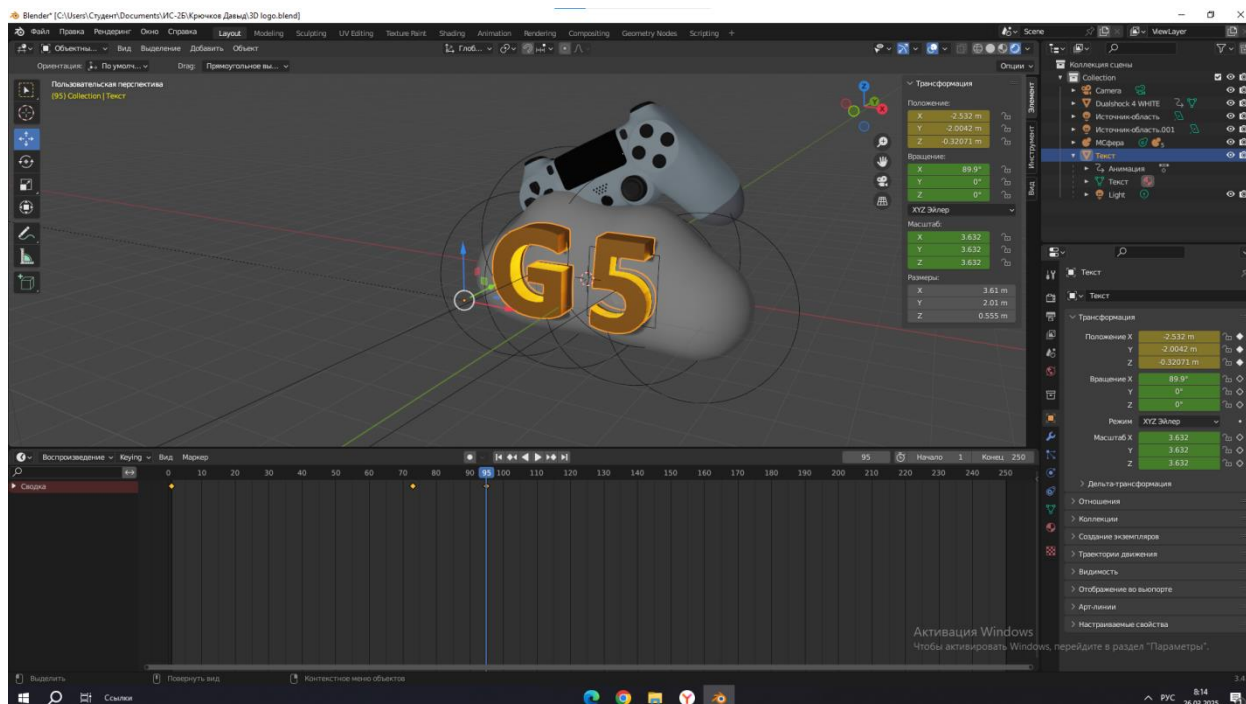 Blender* [C:\Users\Студент\Documents\ИС-2Б\Крючков Давыд\3D logo.blend]
Файл Правка Рендеринг Окно Справка Layout Modeling Sculpting UV Editing Texture Paint Shading Animation Rendering Compositing Geometry Nodes Scripting + Scene ViewLayer
Объектны... Вид Выделение Добавить Объект Глоб...
Ориентация: По умолч... Drag: Прямоугольное вы... Опции
Пользовательская перспектива
(95) Collection | Текст
G5
Трансформация
Положение:
X -2.532 m
Y -2.0042 m
Z -0.32071 m
Вращение:
X 89.9°
Y 0°
Z 0°
XYZ Эйлер
Масштаб:
X 3.632
Y 3.632
Z 3.632
Размеры:
X 3.61 m
Y 2.01 m
Z 0.555 m
Элемент
Инструмент
Вид
Коллекция сцены
Collection
Camera
Dualshock 4 WHITE
Источник-область
Источник-область.001
МСфера 5
Текст
Анимация
Текст
Light
Текст
Текст
Трансформация
Положение X -2.532 m
Y -2.0042 m
Z -0.32071 m
Вращение X 89.9°
Y 0°
Z 0°
Режим XYZ Эйлер
Масштаб X 3.632
Y 3.632
Z 3.632
Дельта-трансформация
Отношения
Коллекции
Создание экземпляров
Траектории движения
Видимость
Отображение во вьюпорте
Арт-линии
Настраиваемые свойства
Воспроизведение Keying Вид Маркер 95 Начало 1 Конец 250
0 10 20 30 40 50 60 70 80 90 95 100 110 120 130 140 150 160 170 180 190 200 210 220 230 240 250
Сводка
Активация Windows
Чтобы активировать Windows, перейдите в раздел "Параметры".
Выделить Повернуть вид Контекстное меню объектов 3.4
Ссылки РУС 8:14
26.02.2025